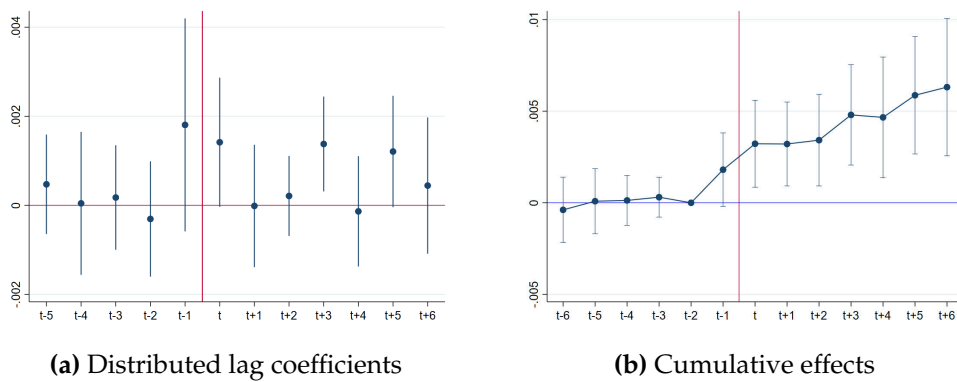 .004
.002
0
-.002
t-5 t-4 t-3 t-2 t-1 t t+1 t+2 t+3 t+4 t+5 t+6
(a) Distributed lag coefficients
.01
.005
0
-.005
t-6 t-5 t-4 t-3 t-2 t-1 t t+1 t+2 t+3 t+4 t+5 t+6
(b) Cumulative effects